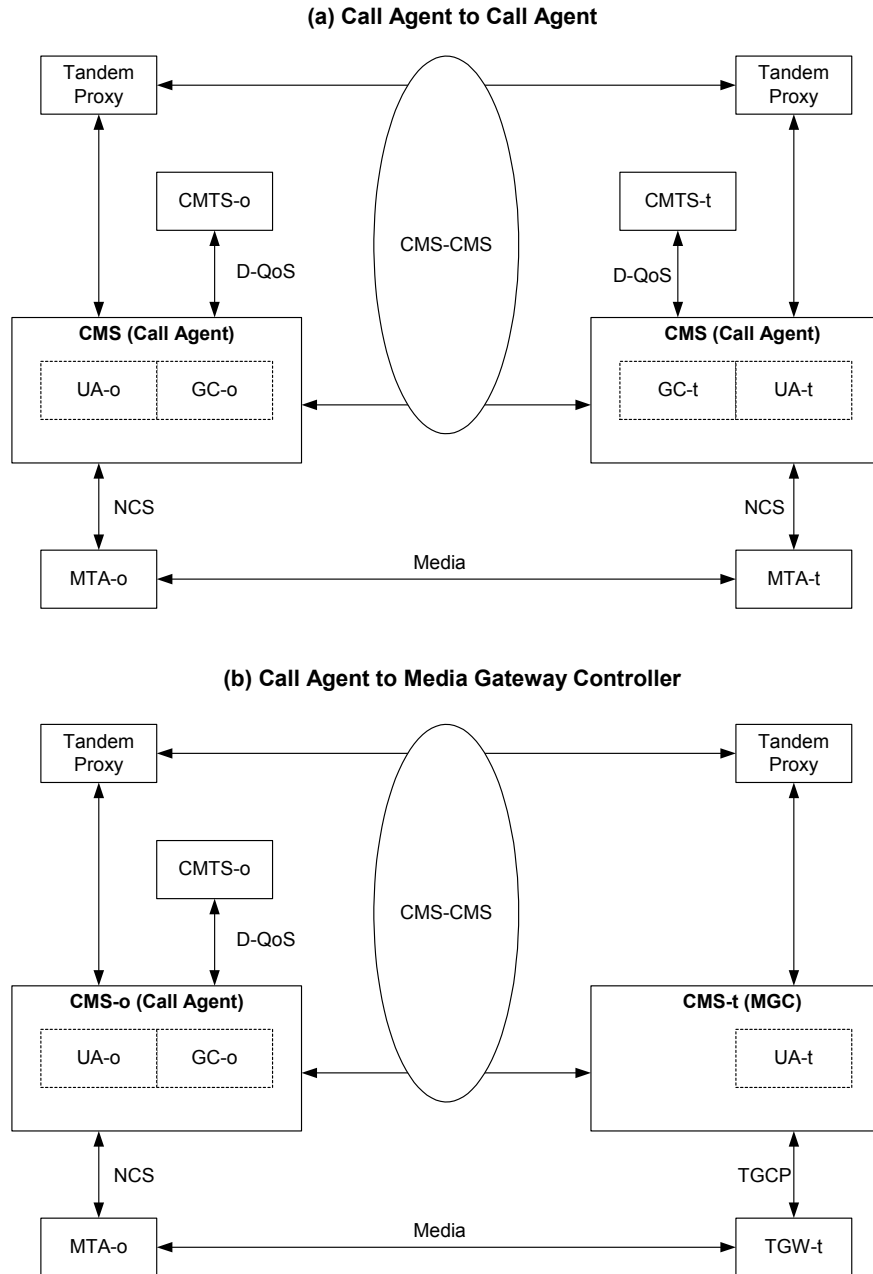 (a) Call Agent to Call Agent
Tandem
Proxy
Tandem
Proxy
CMTS-o
CMTS-t
CMS-CMS
D-QoS
D-QoS
CMS (Call Agent)
CMS (Call Agent)
UA-o
GC-o
GC-t
UA-t
NCS
NCS
Media
MTA-o
MTA-t
(b) Call Agent to Media Gateway Controller
Tandem
Proxy
Tandem
Proxy
CMTS-o
CMS-CMS
D-QoS
CMS-o (Call Agent)
CMS-t (MGC)
UA-o
GC-o
UA-t
NCS
TGCP
Media
MTA-o
TGW-t